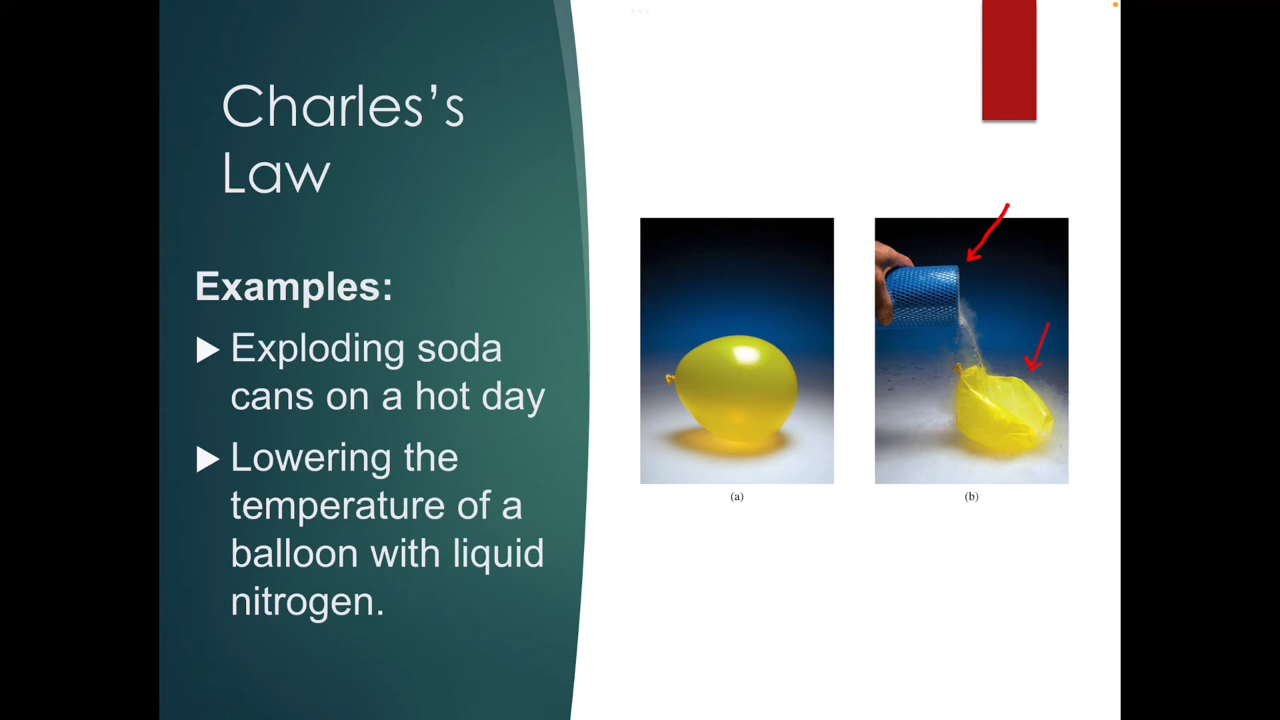 Charles’s
Law
Examples:
Exploding soda
cans on a hot day
Lowering the
temperature of a
balloon with liquid
nitrogen.
(a)
(b)